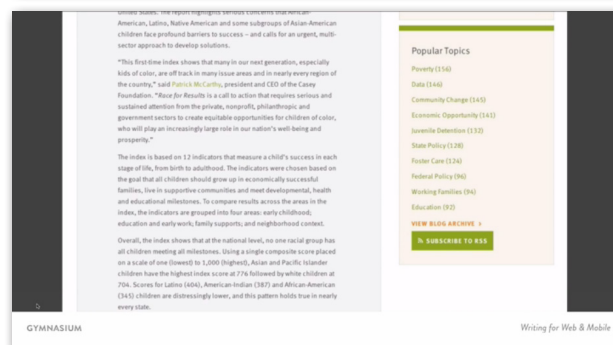 United States. The report highlights serious concerns that African-
American, Latino, Native American and some subgroups of Asian-American
children face profound barriers to success – and calls for an urgent, multi-
sector approach to develop solutions.
“This first-time index shows that many in our next generation, especially
kids of color, are off track in many issue areas and in nearly every region of
the country,” said Patrick McCarthy, president and CEO of the Casey
Foundation. “Race for Results is a call to action that requires serious and
sustained attention from the private, nonprofit, philanthropic and
government sectors to create equitable opportunities for children of color,
who will play an increasingly large role in our nation’s well-being and
prosperity.”
The index is based on 12 indicators that measure a child’s success in each
stage of life, from birth to adulthood. The indicators were chosen based on
the goal that all children should grow up in economically successful
families, live in supportive communities and meet developmental, health
and educational milestones. To compare results across the areas in the
index, the indicators are grouped into four areas: early childhood;
education and early work; family supports; and neighborhood context.
Overall, the index shows that at the national level, no one racial group has
all children meeting all milestones. Using a single composite score placed
on a scale of one (lowest) to 1,000 (highest), Asian and Pacific Islander
children have the highest index score at 776 followed by white children at
704. Scores for Latino (404), American-Indian (387) and African-American
(345) children are distressingly lower, and this pattern holds true in nearly
every state.
Popular Topics
Poverty (156)
Data (146)
Community Change (145)
Economic Opportunity (141)
Juvenile Detention (132)
State Policy (128)
Foster Care (124)
Federal Policy (96)
Working Families (94)
Education (92)
VIEW BLOG ARCHIVE >
SUBSCRIBE TO RSS
GYMNASIUM
Writing for Web & Mobile